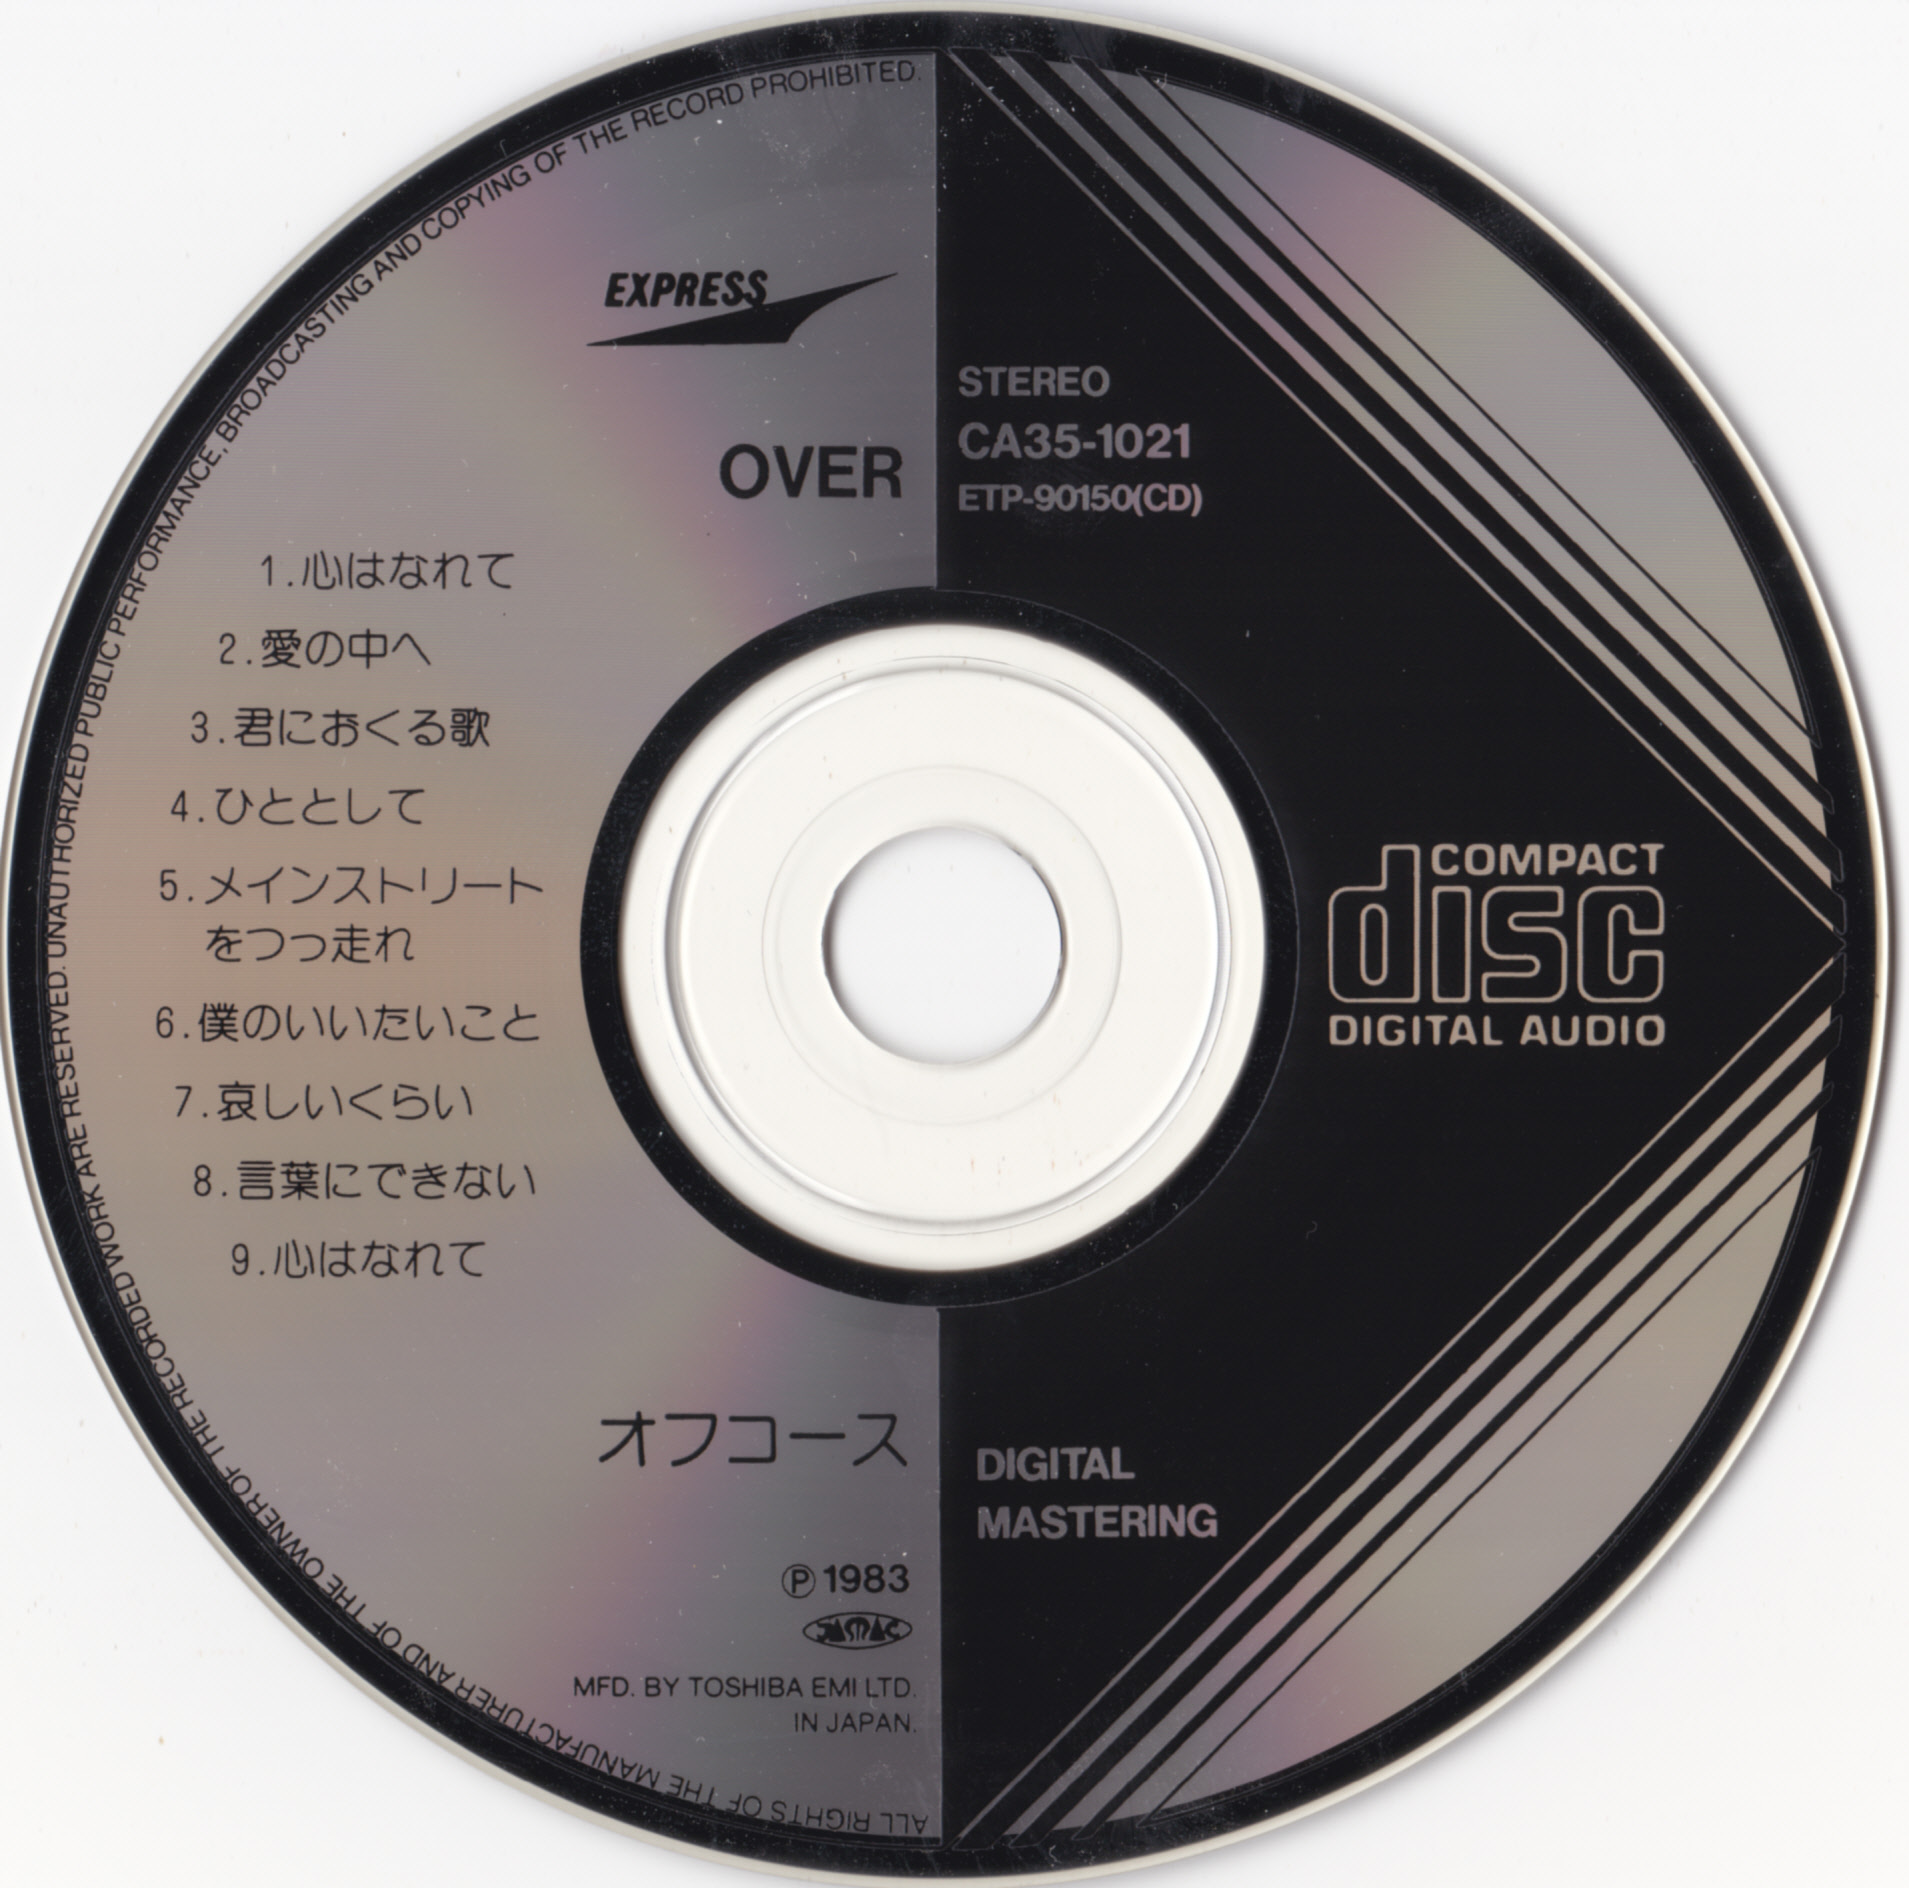 EXPRESS
OVER
STEREO
CA35-1021
ETP-90150(CD)
1.心はなれて
2.愛の中へ
3.君におくる歌
4.ひととして
5.メインストリート
をつっ走れ
6.僕のいいたいこと
7.哀しいくらい
8.言葉にできない
9.心はなれて
COMPACT
disc
DIGITAL AUDIO
オフコース
DIGITAL
MASTERING
Ⓟ1983
JASRAC
MFD. BY TOSHIBA EMI LTD.
IN JAPAN.
ALL RIGHTS OF THE MANUFACTURER AND OF THE OWNER OF THE RECORDED WORK ARE RESERVED. UNAUTHORIZED PUBLIC PERFORMANCE, BROADCASTING AND COPYING OF THE RECORD PROHIBITED.